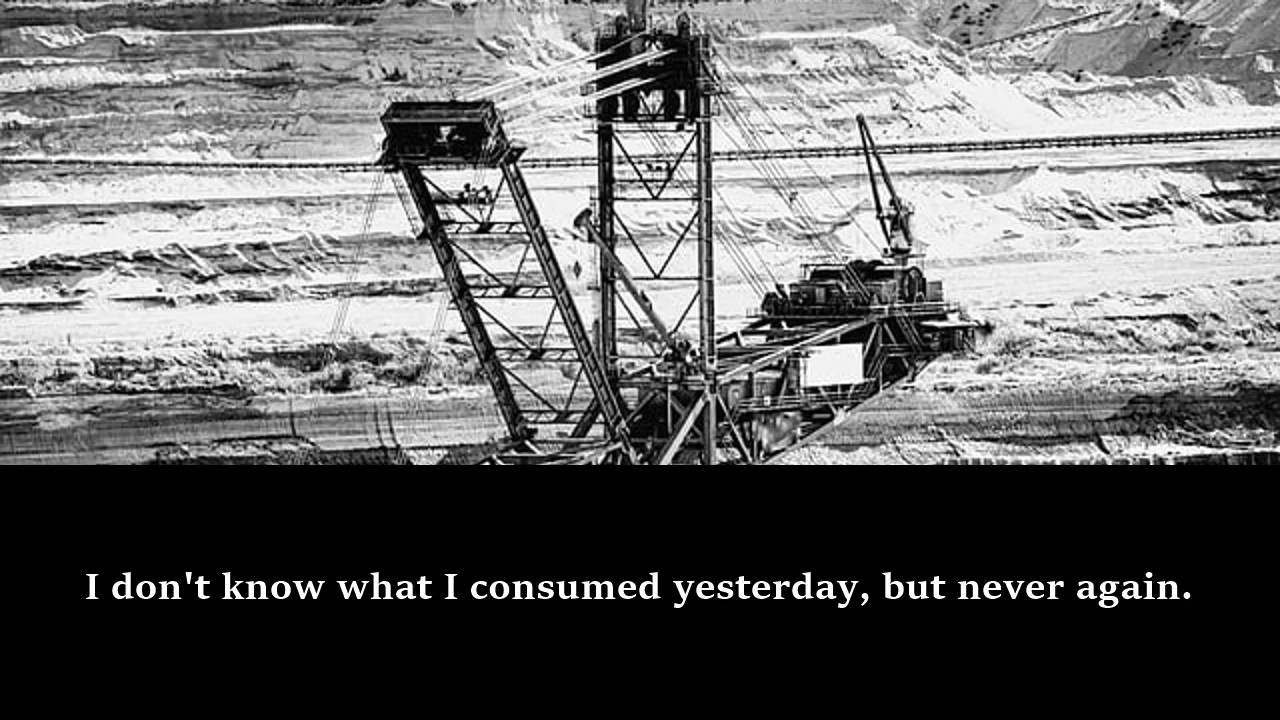 I don't know what I consumed yesterday, but never again.